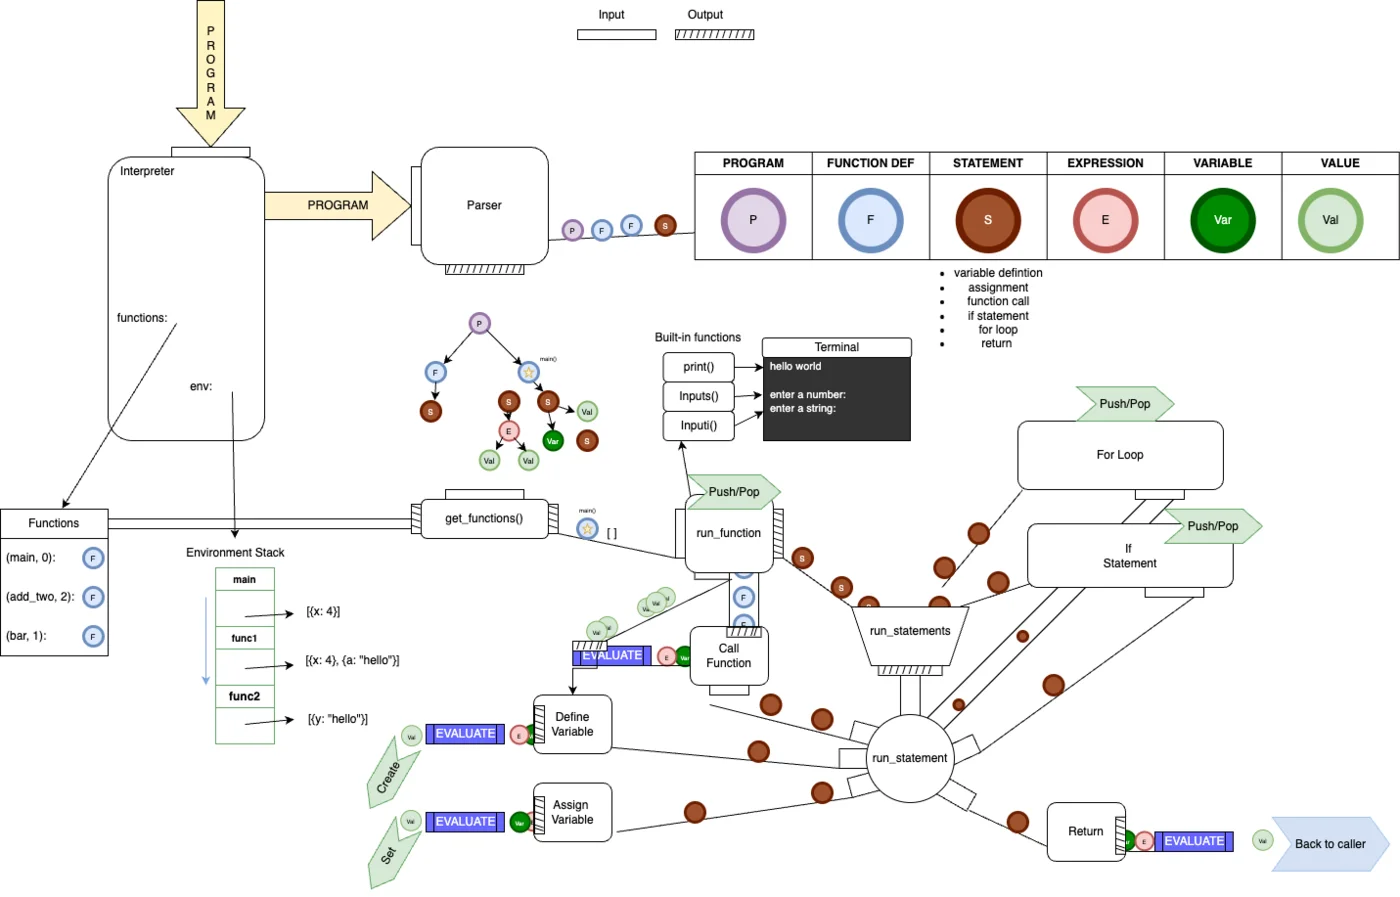 Input
Output
P
R
O
G
R
A
M
Interpreter
PROGRAM
Parser
P
F
F
S
PROGRAM
FUNCTION DEF
STATEMENT
EXPRESSION
VARIABLE
VALUE
P
F
S
E
Var
Val
variable defintion
assignment
function call
if statement
for loop
return
functions:
env:
P
main()
F
S
S
S
Val
E
Var
S
Val
Val
Built-in functions
print()
Inputs()
Inputi()
Terminal
hello world
enter a number:
enter a string:
Push/Pop
For Loop
Push/Pop
If
Statement
Push/Pop
run_function
get_functions()
main()
[ ]
Functions
(main, 0):
F
(add_two, 2):
F
(bar, 1):
F
Environment Stack
main
[{x: 4}]
func1
[{x: 4}, {a: "hello"}]
func2
[{y: "hello"}]
S
S
F
F
Val
Val
EVALUATE
E
Var
Call
Function
run_statements
run_statement
Define
Variable
E
EVALUATE
Val
Create
Assign
Variable
Var
EVALUATE
Val
Set
Return
E
EVALUATE
Val
Back to caller